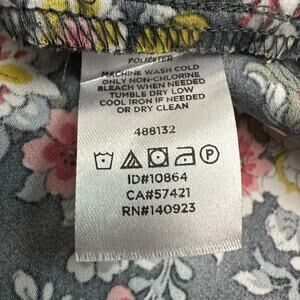 POLIESTER
MACHINE WASH COLD
ONLY NON-CHLORINE
BLEACH WHEN NEEDED
TUMBLE DRY LOW
COOL IRON IF NEEDED
OR DRY CLEAN
488132
P
ID#10864
CA#57421
RN#140923